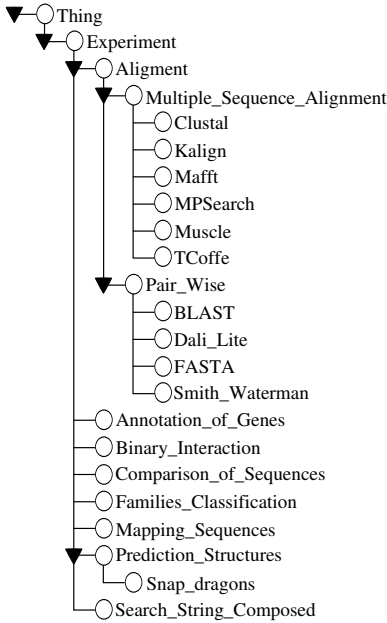 Thing
Experiment
Aligment
Multiple_Sequence_Alignment
Clustal
Kalign
Mafft
MPSearch
Muscle
TCoffe
Pair_Wise
BLAST
Dali_Lite
FASTA
Smith_Waterman
Annotation_of_Genes
Binary_Interaction
Comparison_of_Sequences
Families_Classification
Mapping_Sequences
Prediction_Structures
Snap_dragons
Search_String_Composed